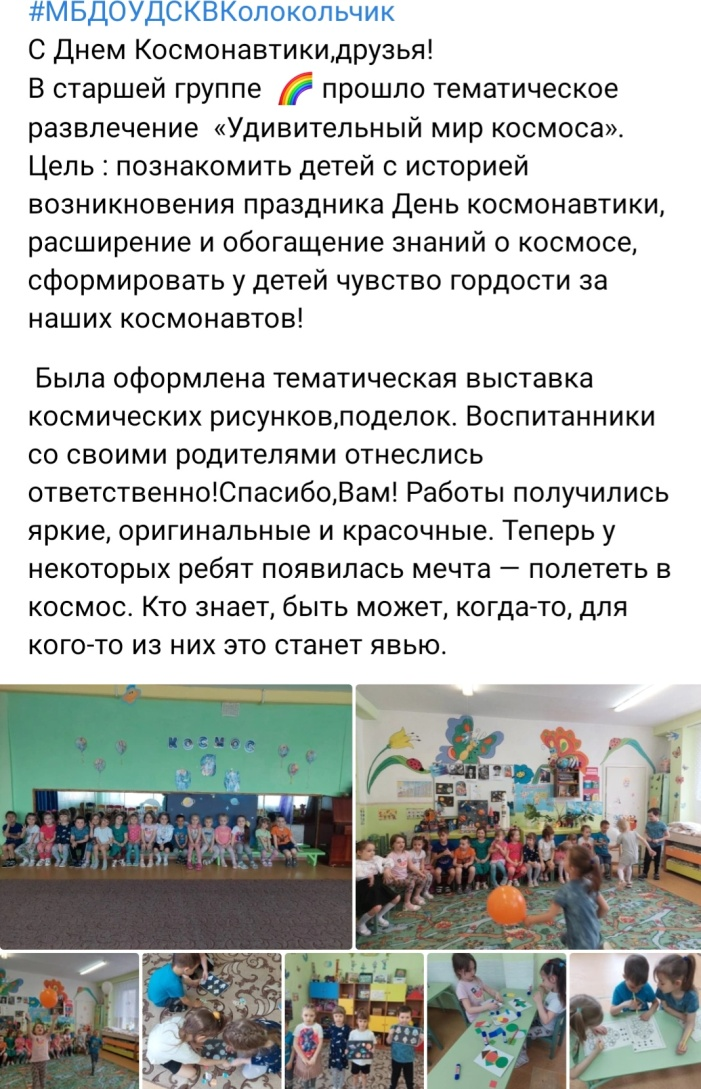 #МБДОУДСКВКолокольчик
С Днем Космонавтики,друзья!
В старшей группе 🌈 прошло тематическое
развлечение «Удивительный мир космоса».
Цель : познакомить детей с историей
возникновения праздника День космонавтики,
расширение и обогащение знаний о космосе,
сформировать у детей чувство гордости за
наших космонавтов!
Была оформлена тематическая выставка
космических рисунков,поделок. Воспитанники
со своими родителями отнеслись
ответственно!Спасибо,Вам! Работы получились
яркие, оригинальные и красочные. Теперь у
некоторых ребят появилась мечта — полететь в
космос. Кто знает, быть может, когда-то, для
кого-то из них это станет явью.
КОСМОС